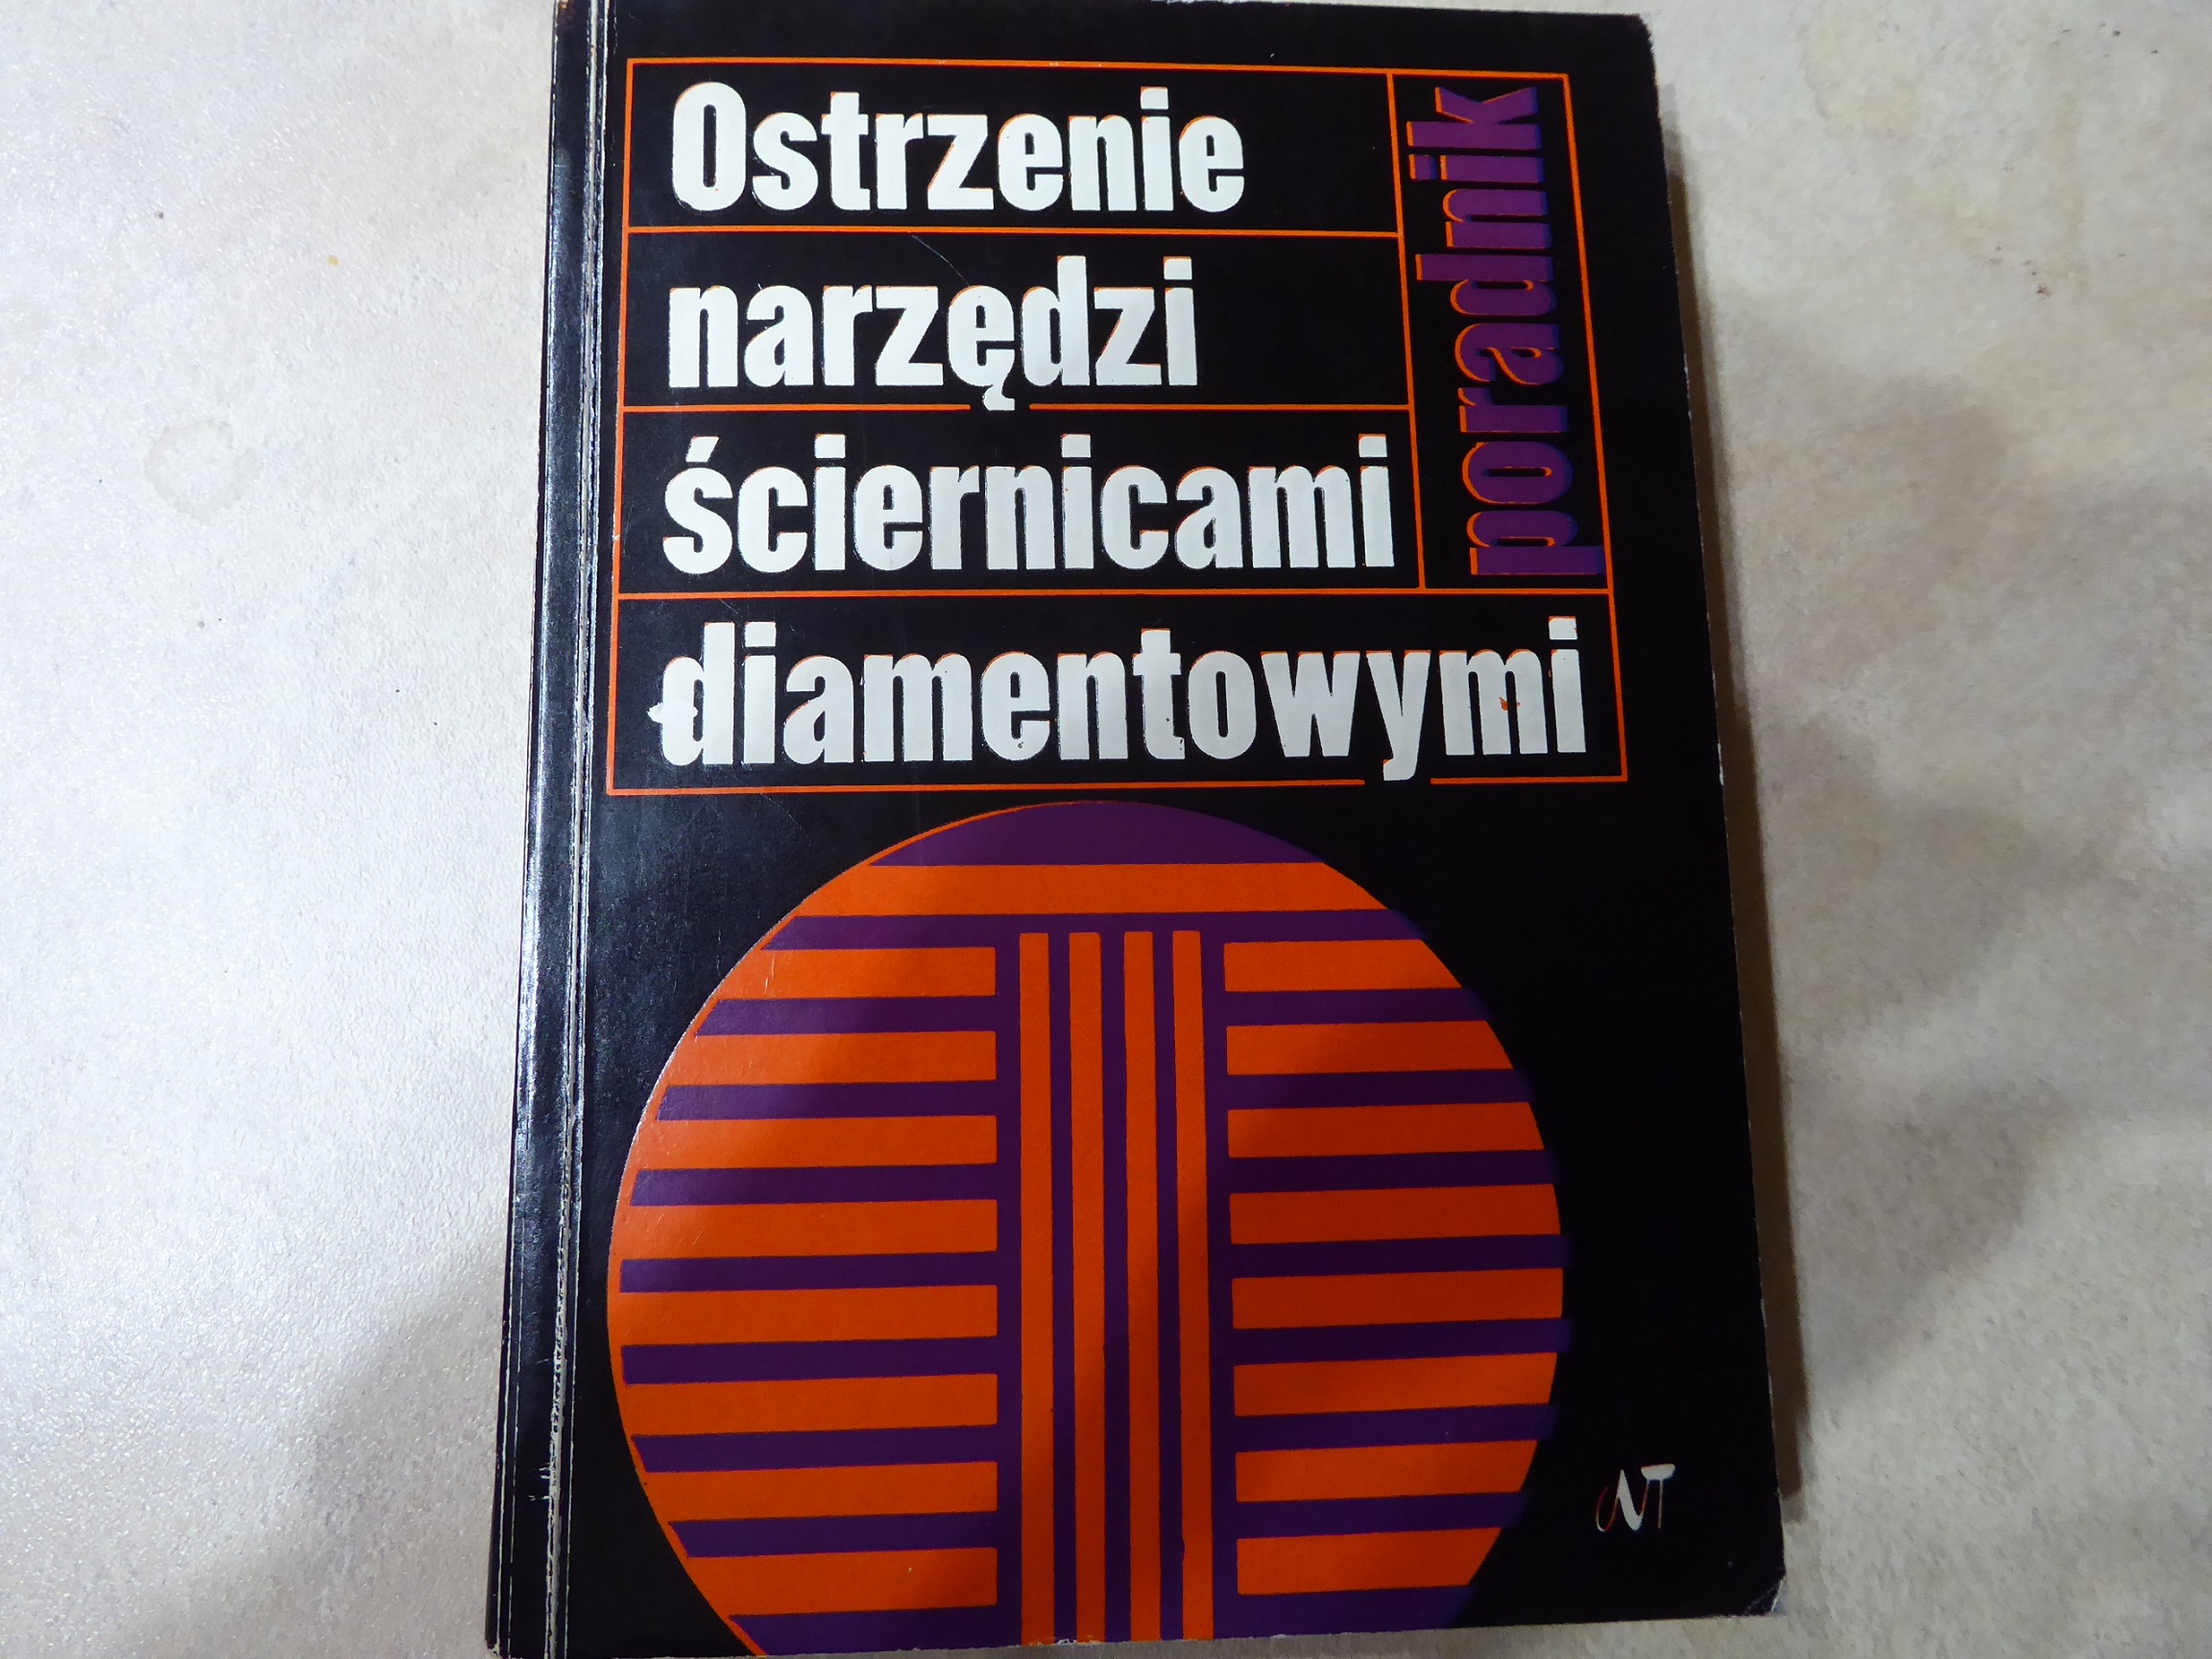 Ostrzenie
narzędzi
ściernicami
diamentowymi
poradnik
WNT